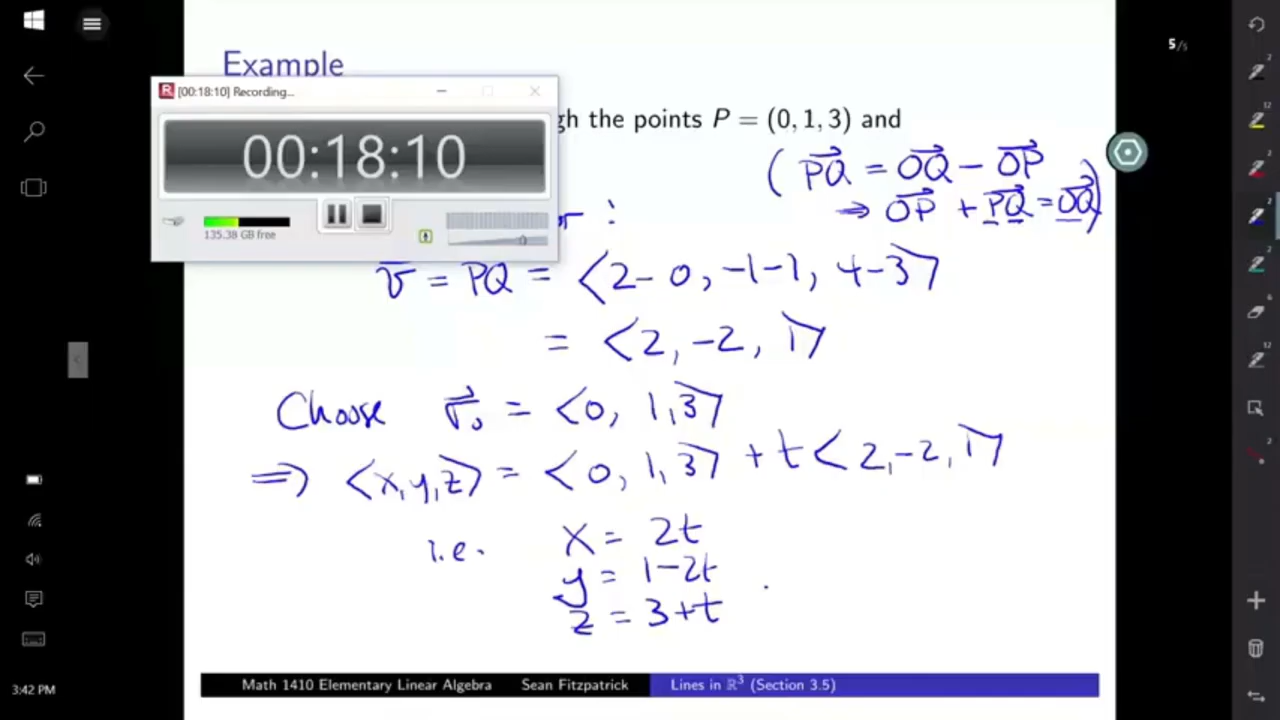 5/5
Example
[00:18:10] Recording...
00:18:10
135.38 GB free
gh the points P = (0, 1, 3) and
(PQ⃗ = OQ⃗ − OP⃗
⇒ OP⃗ + PQ⃗ = OQ⃗)
or :
v⃗ = PQ⃗ = ⟨2-0, -1-1, 4-3⟩
= ⟨2, -2, 1⟩
Choose r⃗₀ = ⟨0, 1, 3⟩
⇒ ⟨x,y,z⟩ = ⟨0, 1, 3⟩ + t⟨2, -2, 1⟩
i.e. x = 2t
y = 1-2t
z = 3+t
3:42 PM
Math 1410 Elementary Linear Algebra Sean Fitzpatrick Lines in ℝ³ (Section 3.5)